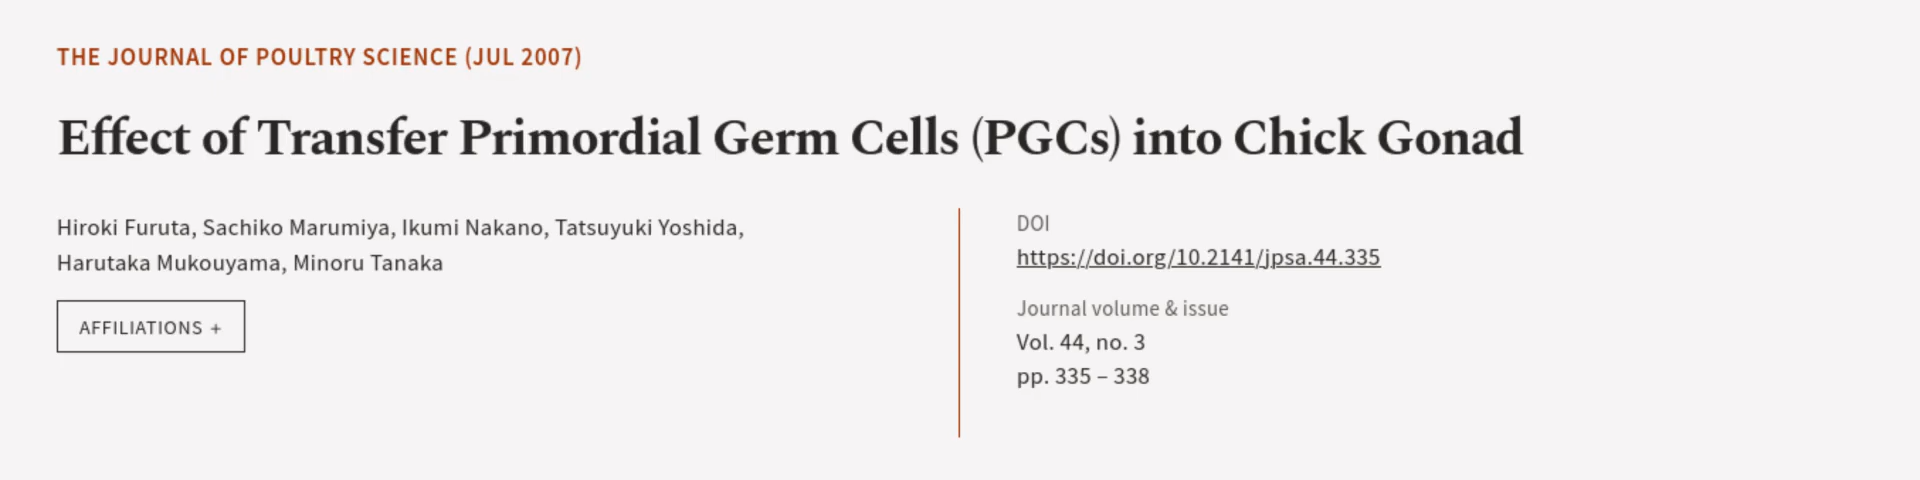 THE JOURNAL OF POULTRY SCIENCE (JUL 2007)
Effect of Transfer Primordial Germ Cells (PGCs) into Chick Gonad
Hiroki Furuta, Sachiko Marumiya, Ikumi Nakano, Tatsuyuki Yoshida,
Harutaka Mukouyama, Minoru Tanaka
AFFILIATIONS +
DOI
https://doi.org/10.2141/jpsa.44.335
Journal volume & issue
Vol. 44, no. 3
pp. 335 – 338